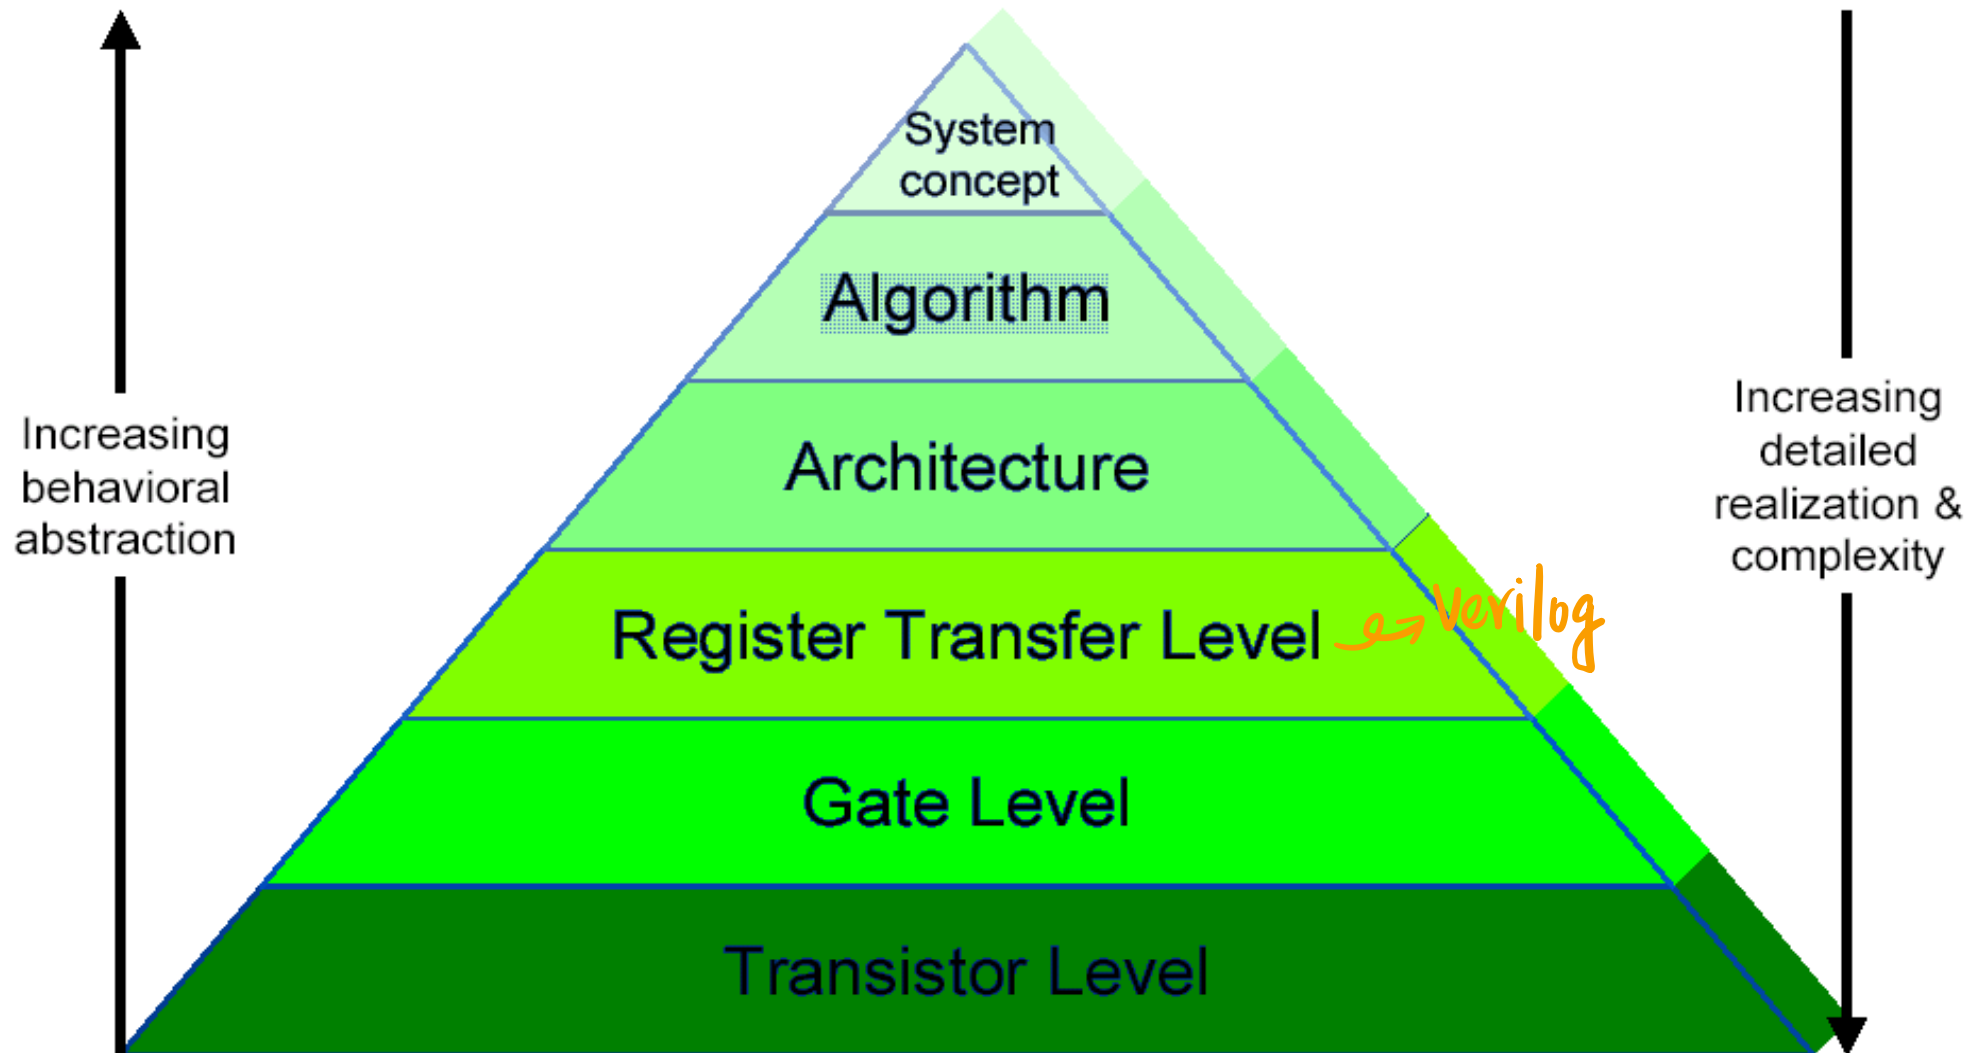 System
concept
Algorithm
Architecture
Increasing
behavioral
abstraction
Increasing
detailed
realization &
complexity
Register Transfer Level
Verilog
Gate Level
Transistor Level